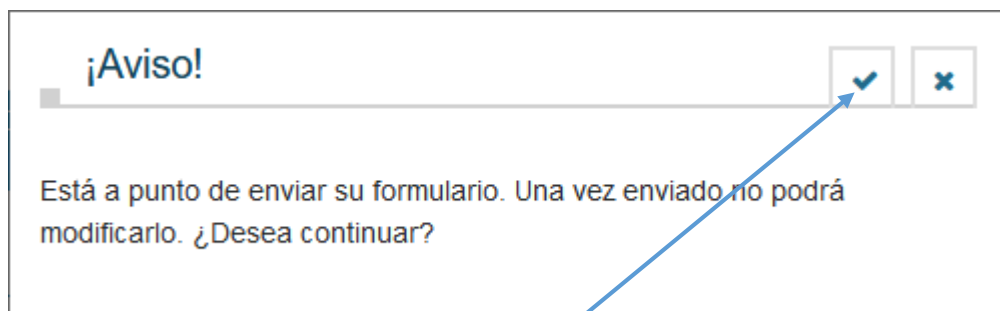 ¡Aviso!
Está a punto de enviar su formulario. Una vez enviado no podrá
modificarlo. ¿Desea continuar?